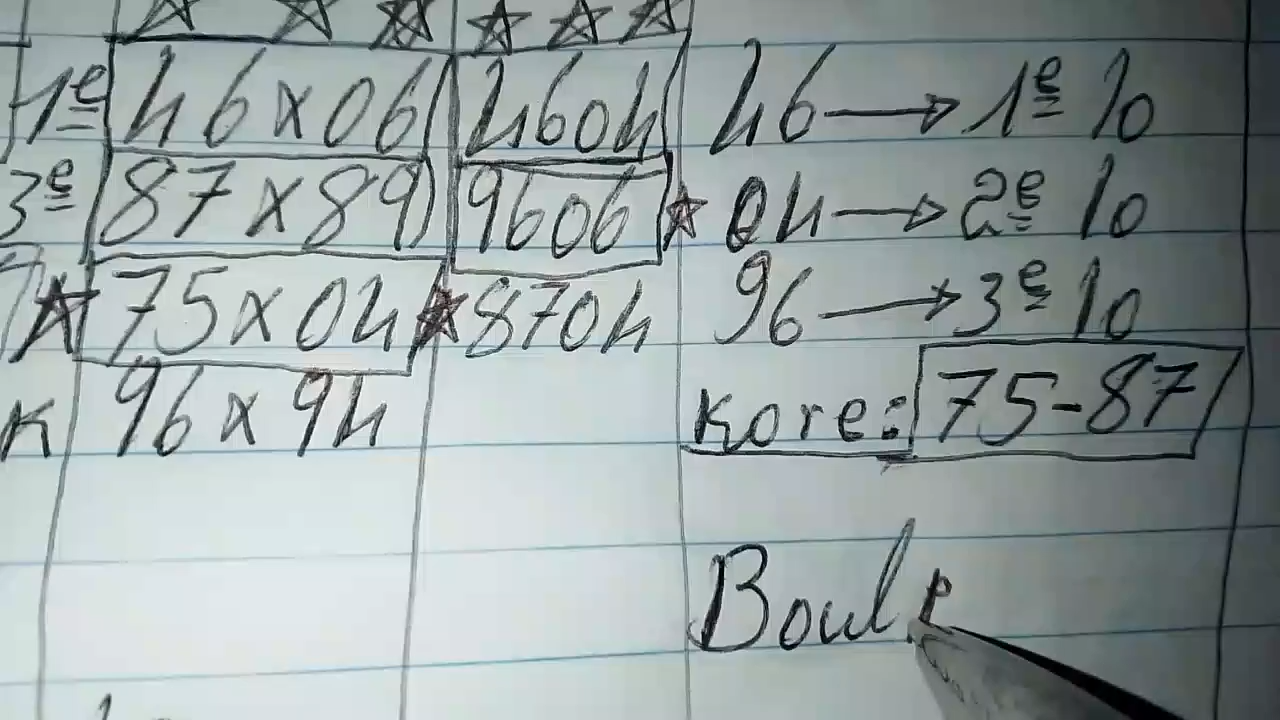 1e 46x06 4604 46 → 1e lo
3e 87x89 9606 04 → 2e lo
75x04 8704 96 → 3e lo
K 96x94 kore: 75-87
Boul